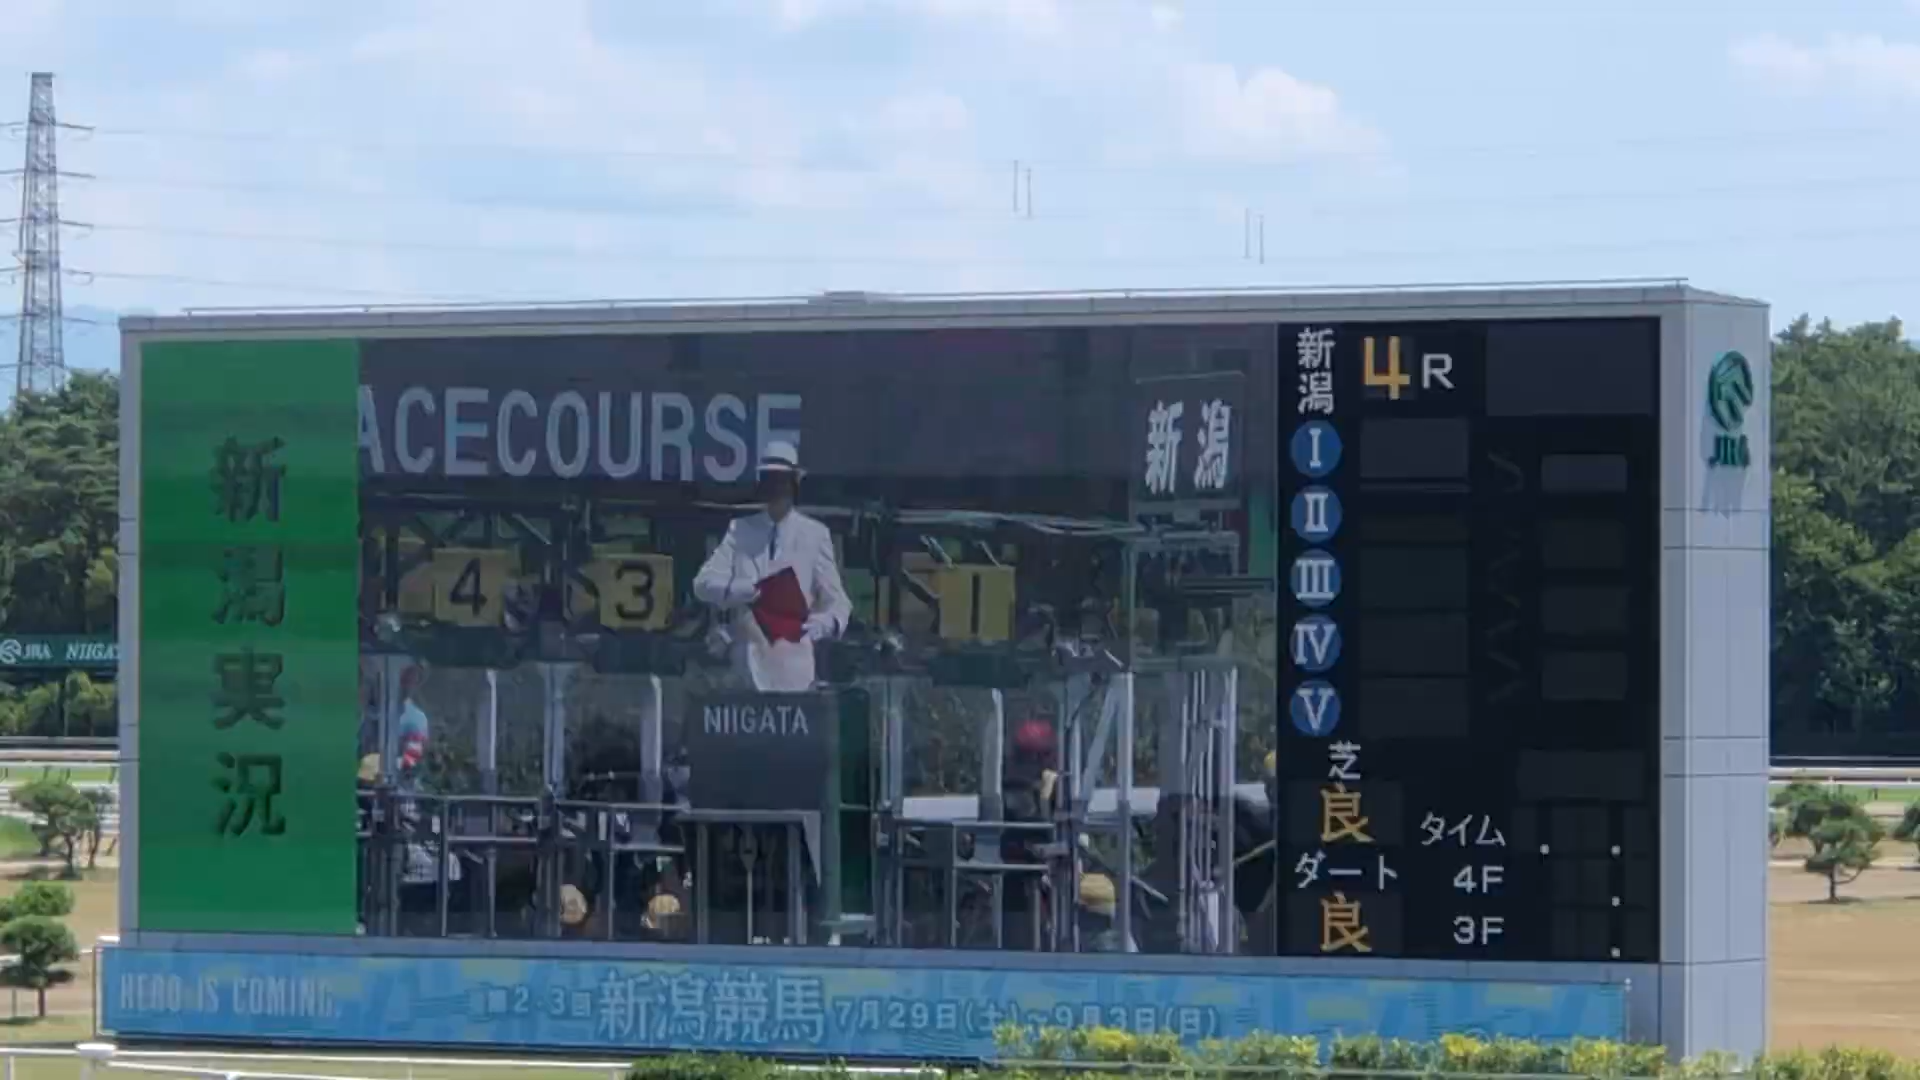 新潟実況
ACECOURSE
新潟
4
3
1
NIIGATA
新潟
4R
I
II
III
IV
V
芝
良
ダート
良
タイム
4F
3F
JRA
JRA NIIGA
HERO IS COMING.
第2・3回 新潟競馬 7月29日(土)~9月3日(日)